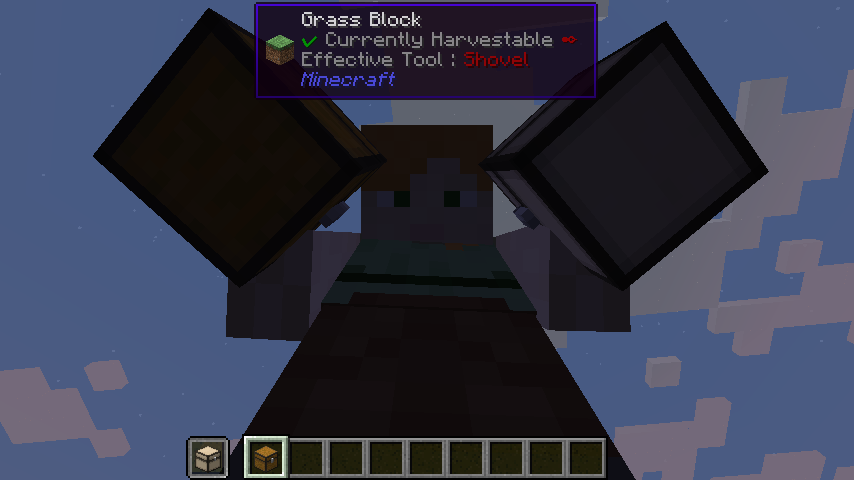 Grass Block
✓ Currently Harvestable ➾
Effective Tool : Shovel
Minecraft